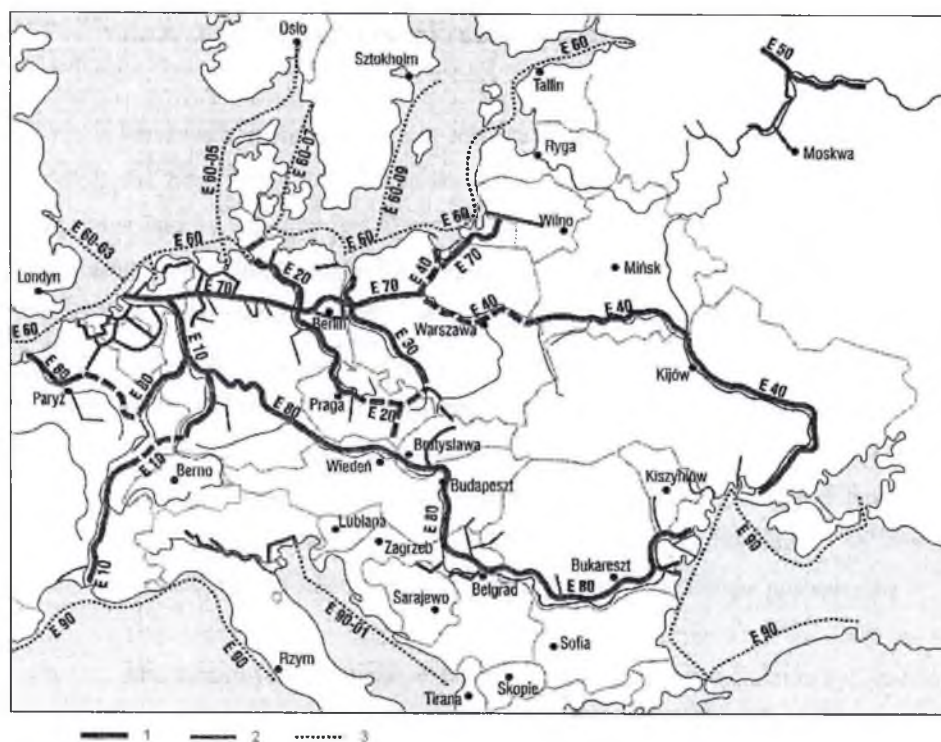 Oslo
Sztokholm
E 60
Tallin
E 50
Moskwa
Ryga
E 60-05
E 60-07
E 60-09
E 60
Wilno
E 60-03
E 60
E 60
E 40
E 70
Mińsk
Londyn
E 70
E 20
E 70
E 60
Berlin
Warszawa
E 40
E 40
E 10
E 30
Kijów
E 40
Paryż
E 80
E 80
Praga
E 20
E 80
Bratysława
Wiedeń
E 10
Berno
Budapeszt
Kiszyniów
Lublana
Zagrzeb
E 80
E 90
Bukareszt
E 10
Belgrad
E 80
Sarajewo
E 90
E 90-01
E 90
Sofia
E 90
Rzym
Tirana
Skopie
1 2 3